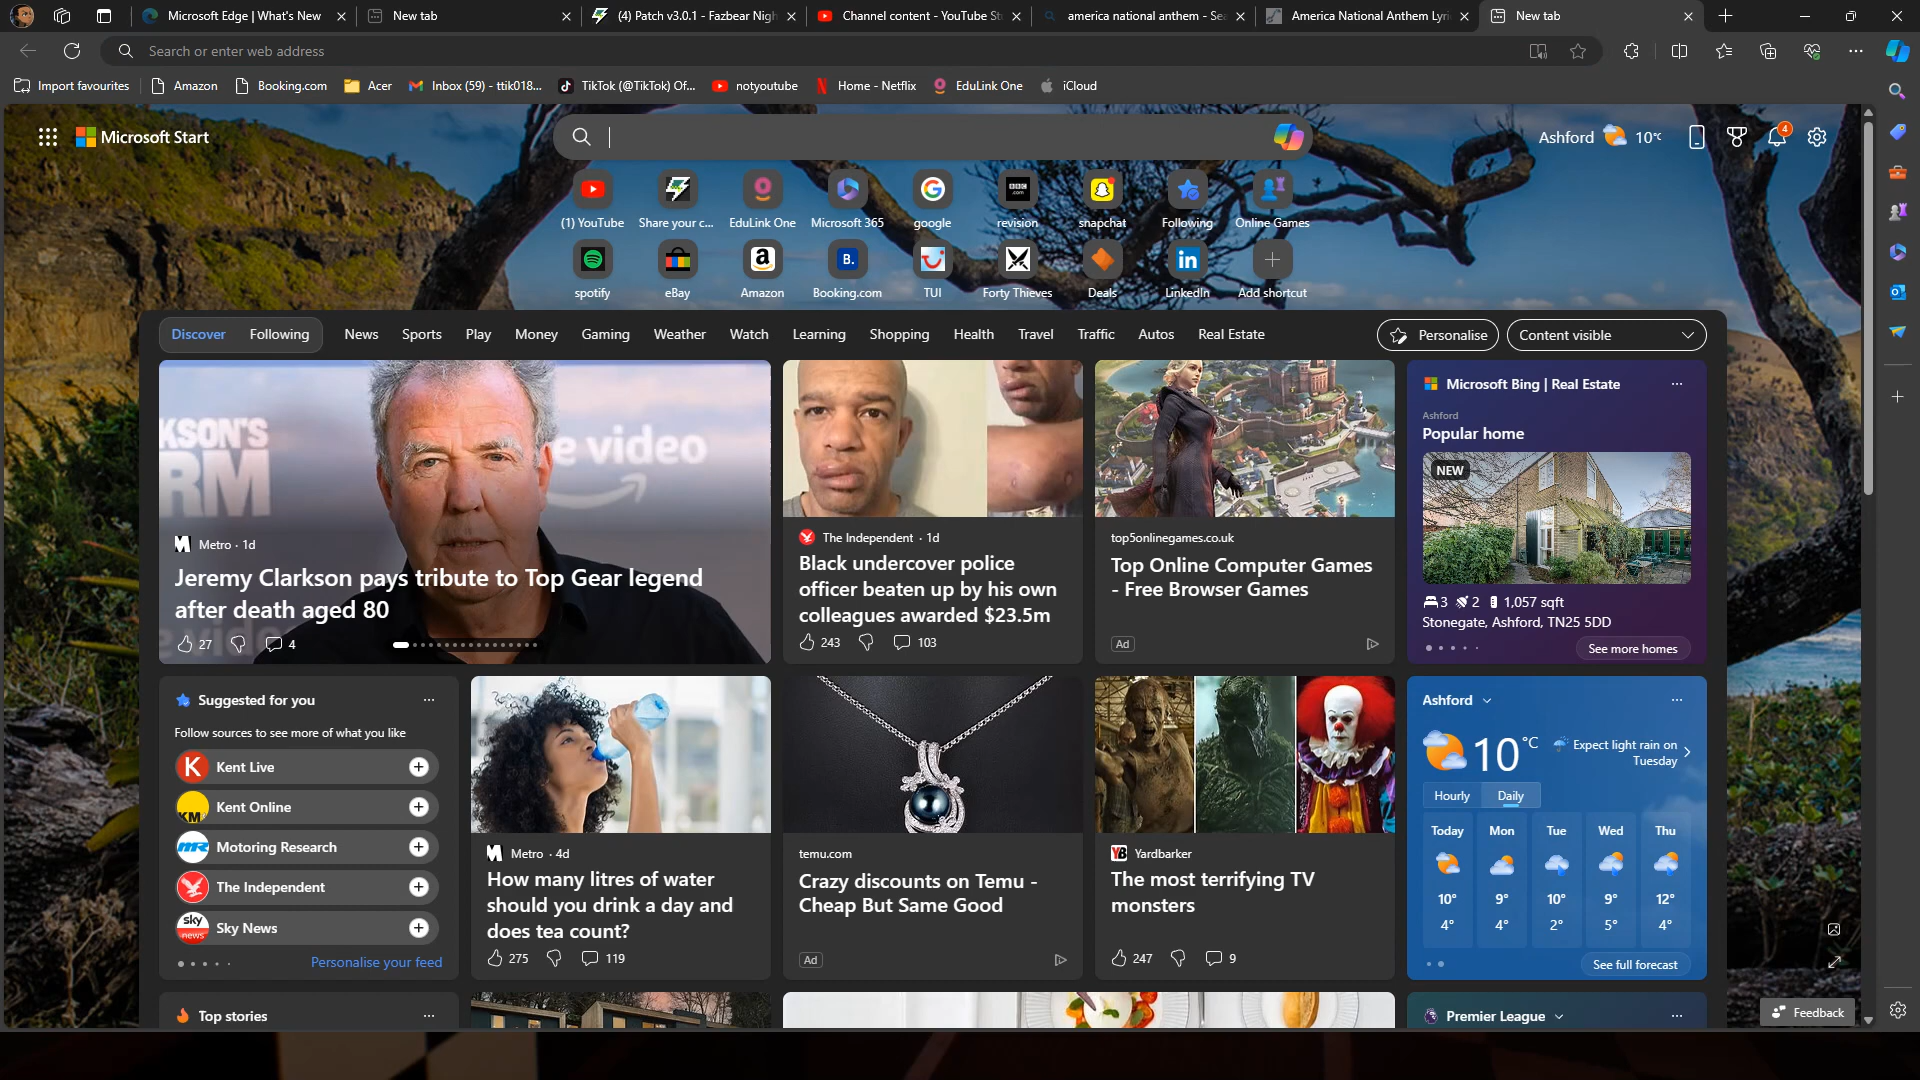 Microsoft Edge | What's New
New tab
(4) Patch v3.0.1 - Fazbear Nigh
Channel content - YouTube St
america national anthem - Sea
America National Anthem Lyri
New tab
Search or enter web address
Import favourites
Amazon
Booking.com
Acer
Inbox (59) - ttik018...
TikTok (@TikTok) Of...
notyoutube
Home - Netflix
EduLink One
iCloud
Microsoft Start
Ashford 10°C
4
(1) YouTube
Share your c...
EduLink One
Microsoft 365
google
revision
snapchat
Following
Online Games
spotify
eBay
Amazon
Booking.com
TUI
Forty Thieves
Deals
LinkedIn
Add shortcut
Discover
Following
News
Sports
Play
Money
Gaming
Weather
Watch
Learning
Shopping
Health
Travel
Traffic
Autos
Real Estate
Personalise
Content visible
KSON'S
RM
e video
Metro · 1d
Jeremy Clarkson pays tribute to Top Gear legend
after death aged 80
27
4
The Independent · 1d
Black undercover police
officer beaten up by his own
colleagues awarded $23.5m
243
103
top5onlinegames.co.uk
Top Online Computer Games
- Free Browser Games
Ad
Microsoft Bing | Real Estate
Ashford
Popular home
NEW
3 2 1,057 sqft
Stonegate, Ashford, TN25 5DD
See more homes
Suggested for you
Follow sources to see more of what you like
Kent Live
Kent Online
Motoring Research
The Independent
Sky News
Personalise your feed
Metro · 4d
How many litres of water
should you drink a day and
does tea count?
275
119
temu.com
Crazy discounts on Temu -
Cheap But Same Good
Ad
Yardbarker
The most terrifying TV
monsters
247
9
Ashford
10 °C
Expect light rain on
Tuesday
Hourly
Daily
Today Mon Tue Wed Thu
10° 9° 10° 9° 12°
4° 4° 2° 5° 4°
See full forecast
Top stories
Premier League
Feedback